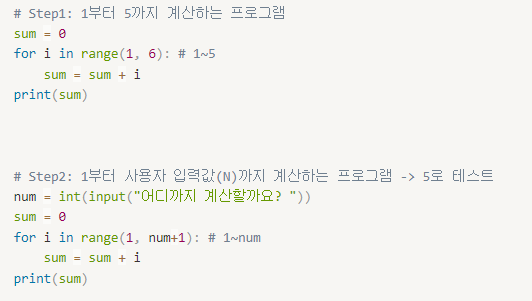 # Step1: 1부터 5까지 계산하는 프로그램
sum = 0
for i in range(1, 6): # 1~5
    sum = sum + i
print(sum)
# Step2: 1부터 사용자 입력값(N)까지 계산하는 프로그램 -> 5로 테스트
num = int(input("어디까지 계산할까요? "))
sum = 0
for i in range(1, num+1): # 1~num
    sum = sum + i
print(sum)